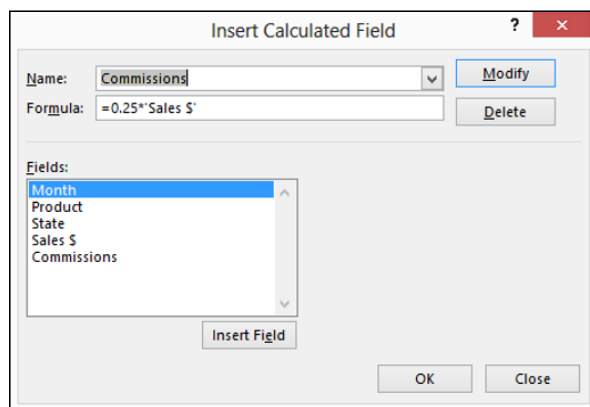 Insert Calculated Field ? ×
Name: Commissions Modify
Formula: =0.25*'Sales $' Delete
Fields:
Month
Product
State
Sales $
Commissions
Insert Field
OK Close